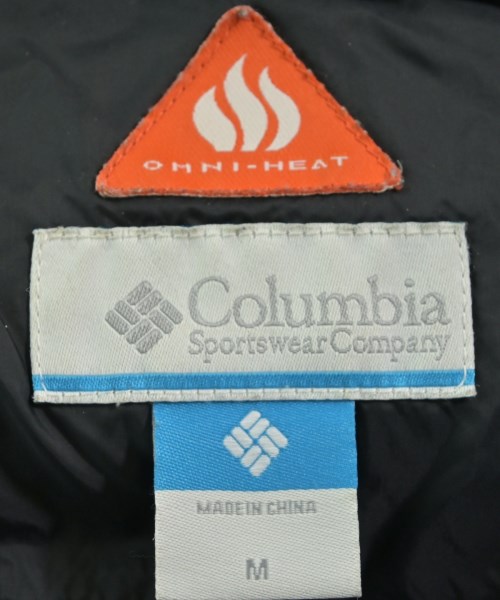 OMNI-HEAT
Columbia
Sportswear Company
MADE IN CHINA
M